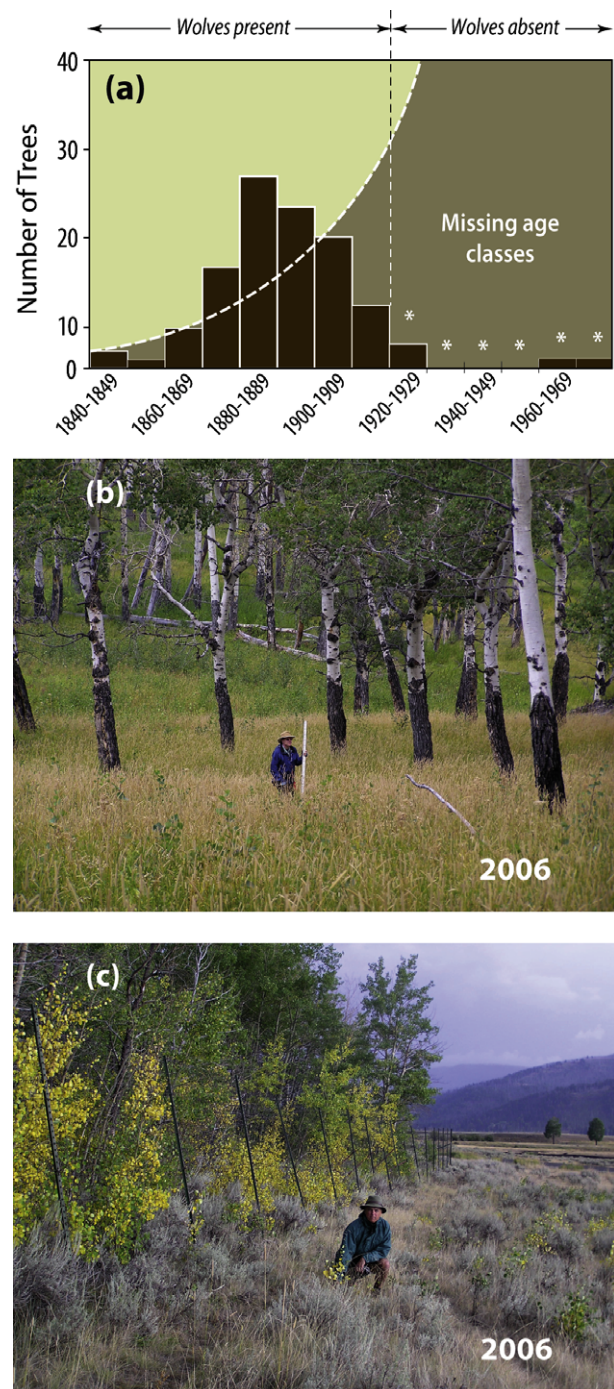 Wolves present Wolves absent
(a)
40
30
20
10
0
Number of Trees
Missing age
classes
*
*
*
*
*
*
1840-1849
1860-1869
1880-1889
1900-1909
1920-1929
1940-1949
1960-1969
(b)
2006
(c)
2006